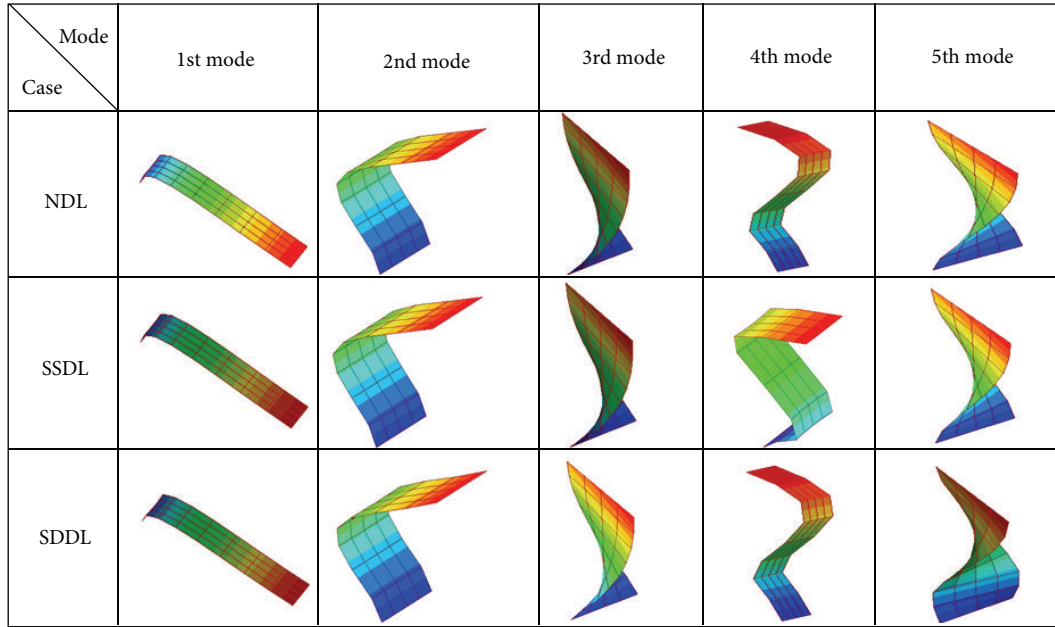 Mode
Case
1st mode
2nd mode
3rd mode
4th mode
5th mode
NDL
SSDL
SDDL